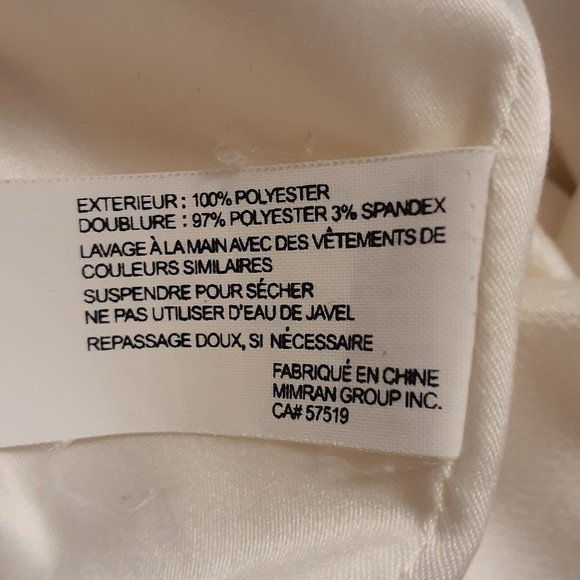 EXTERIEUR : 100% POLYESTER
DOUBLURE : 97% POLYESTER 3% SPANDEX
LAVAGE À LA MAIN AVEC DES VÊTEMENTS DE
COULEURS SIMILAIRES
SUSPENDRE POUR SÉCHER
NE PAS UTILISER D'EAU DE JAVEL
REPASSAGE DOUX, SI NÉCESSAIRE
FABRIQUÉ EN CHINE
MIMRAN GROUP INC.
CA# 57519